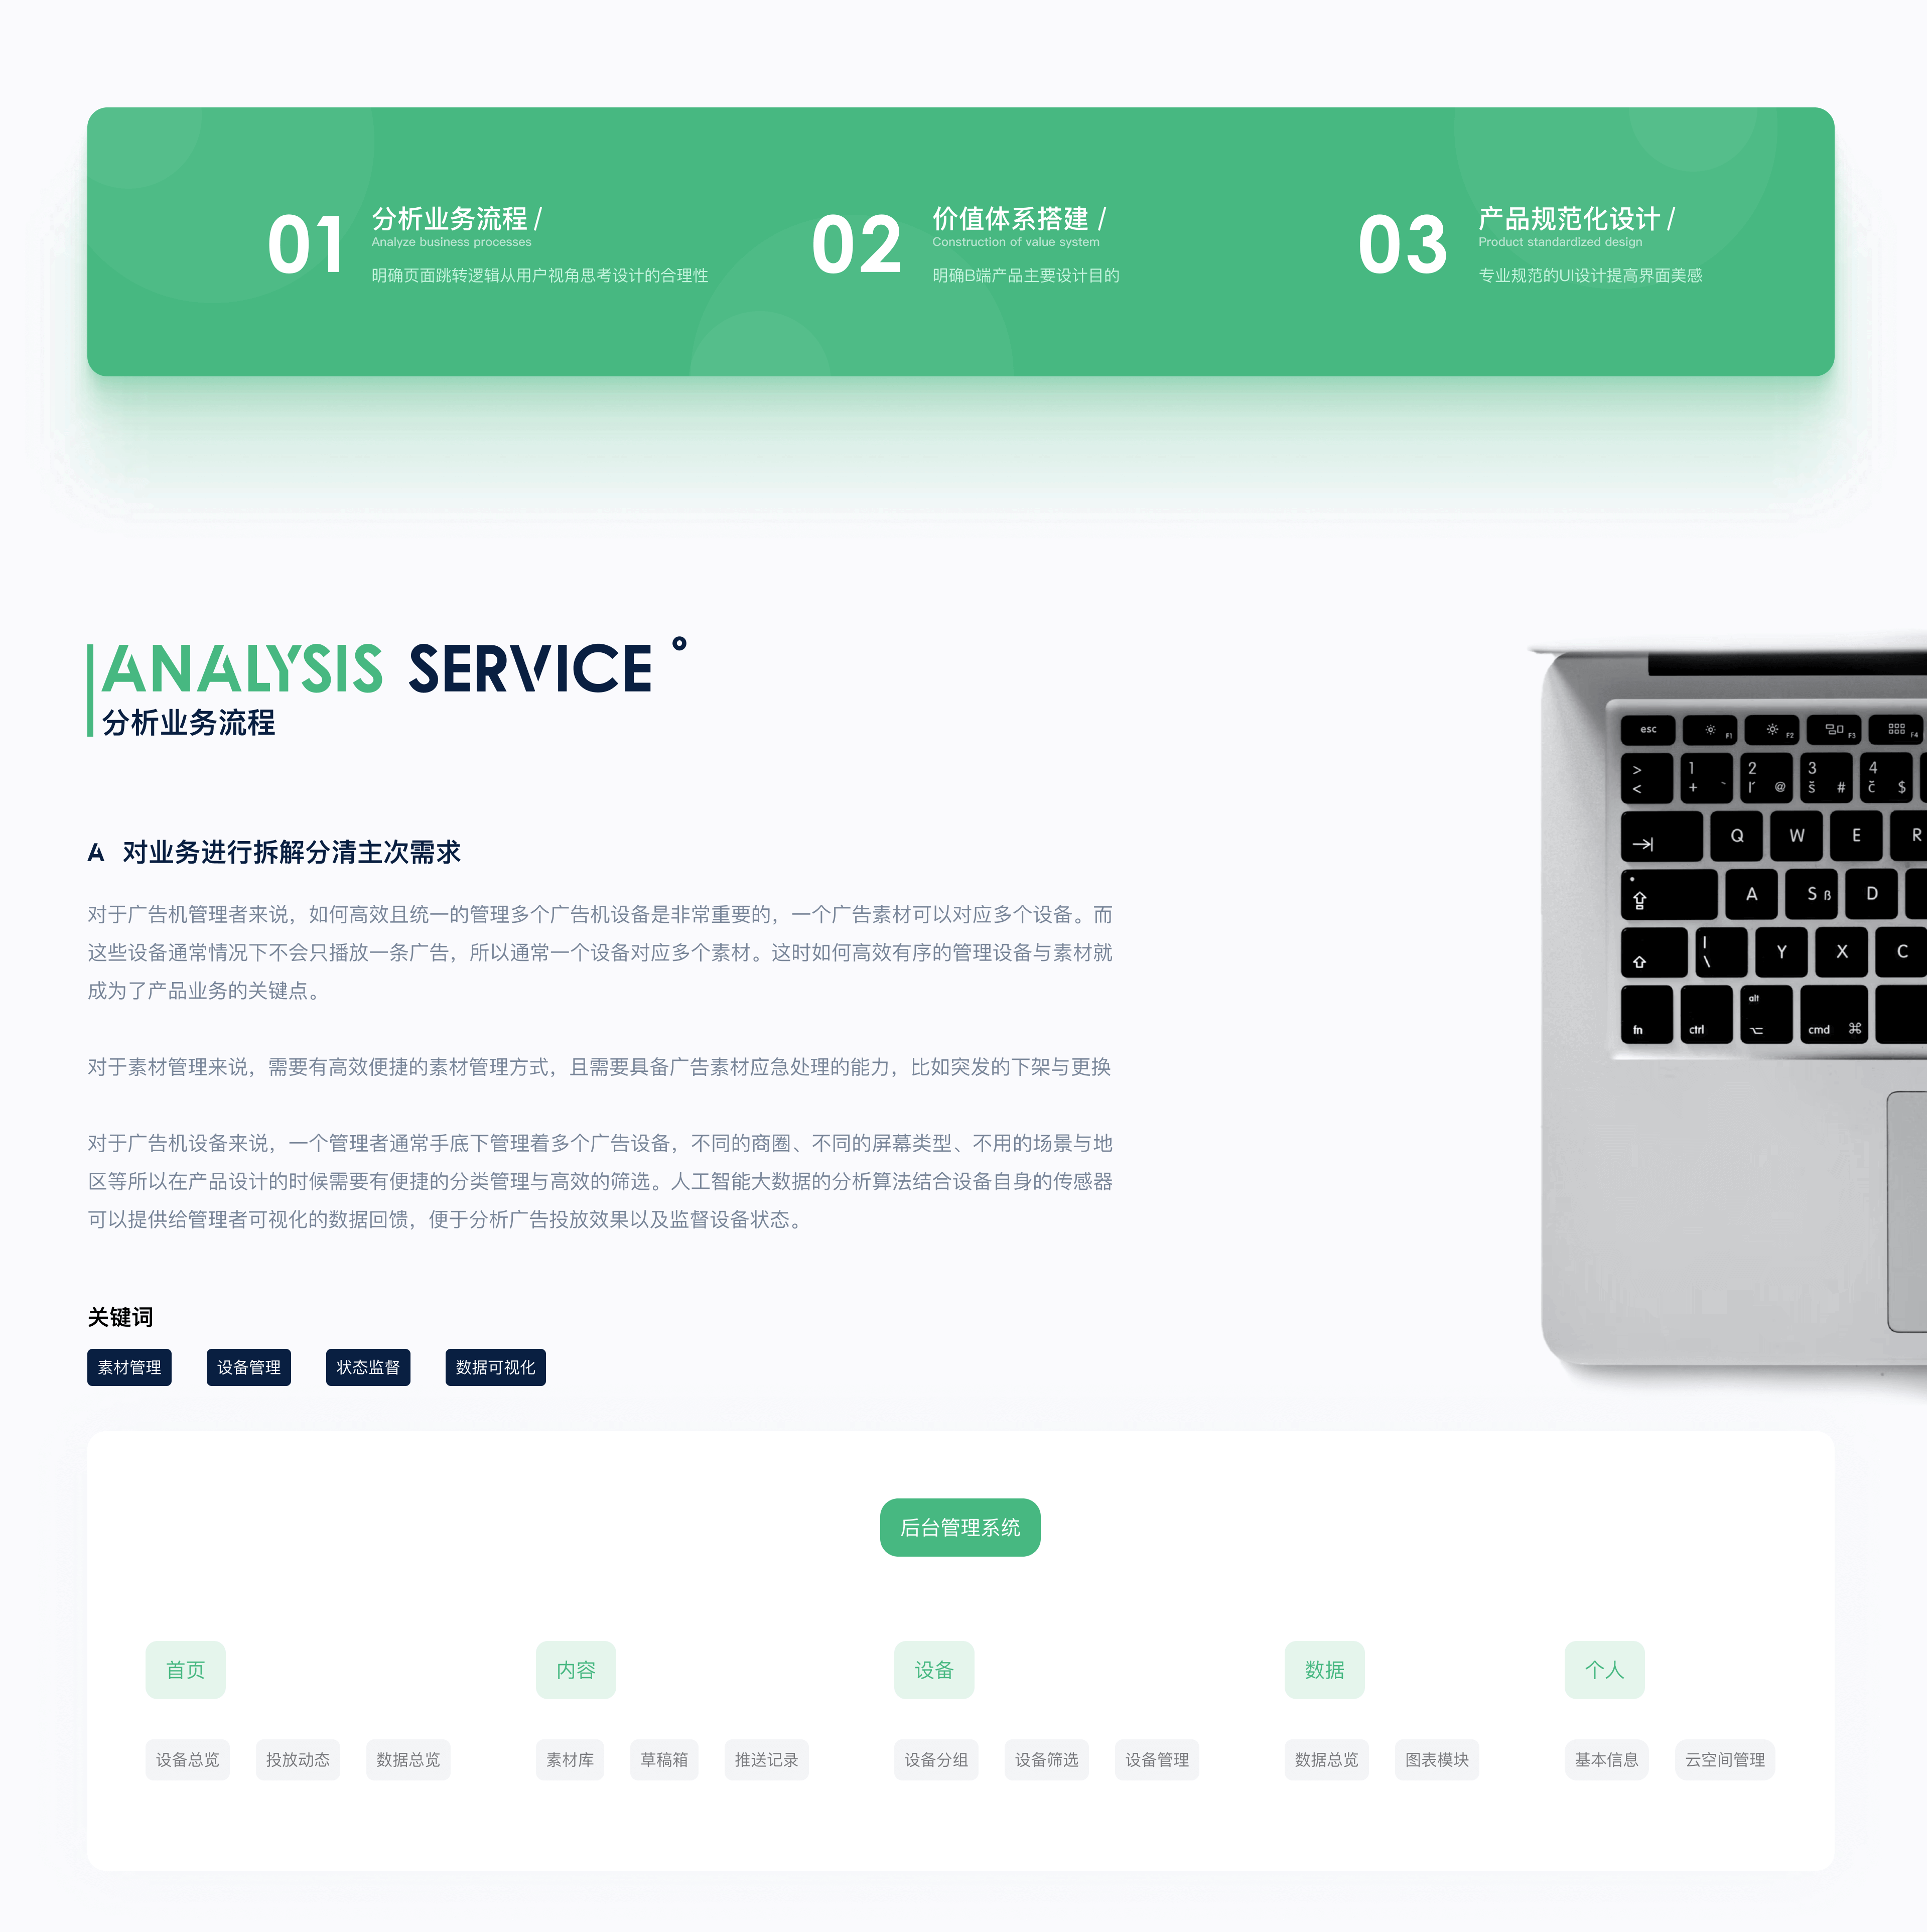 01
分析业务流程 /
Analyze business processes
明确页面跳转逻辑从用户视角思考设计的合理性
02
价值体系搭建 /
Construction of value system
明确B端产品主要设计目的
03
产品规范化设计 /
Product standardized design
专业规范的UI设计提高界面美感
ANALYSIS SERVICE °
分析业务流程
A 对业务进行拆解分清主次需求
对于广告机管理者来说，如何高效且统一的管理多个广告机设备是非常重要的，一个广告素材可以对应多个设备。而
这些设备通常情况下不会只播放一条广告，所以通常一个设备对应多个素材。这时如何高效有序的管理设备与素材就
成为了产品业务的关键点。
对于素材管理来说，需要有高效便捷的素材管理方式，且需要具备广告素材应急处理的能力，比如突发的下架与更换
对于广告机设备来说，一个管理者通常手底下管理着多个广告设备，不同的商圈、不同的屏幕类型、不用的场景与地
区等所以在产品设计的时候需要有便捷的分类管理与高效的筛选。人工智能大数据的分析算法结合设备自身的传感器
可以提供给管理者可视化的数据回馈，便于分析广告投放效果以及监督设备状态。
关键词
素材管理 设备管理 状态监督 数据可视化
esc F1 F2 F3 F4
> < 1 + ` 2 ľ @ 3 š # 4 č $
Q W E R
A S ß D
| \ Y X C
fn ctrl alt cmd ⌘
后台管理系统
首页 内容 设备 数据 个人
设备总览 投放动态 数据总览 素材库 草稿箱 推送记录 设备分组 设备筛选 设备管理 数据总览 图表模块 基本信息 云空间管理